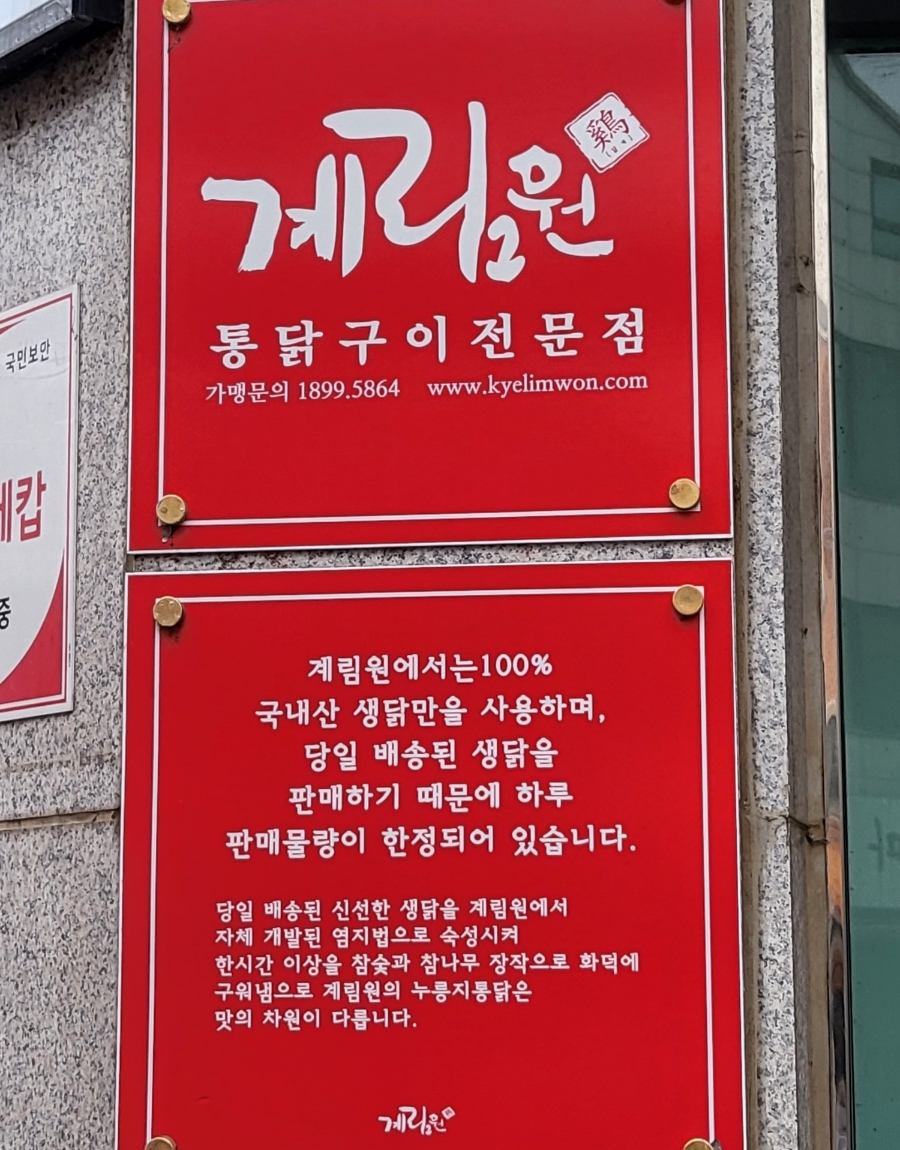 계림원
鷄
통닭구이전문점
가맹문의 1899.5864 www.kyelimwon.com
국민보안
세캅
중
계림원에서는100%
국내산 생닭만을 사용하며,
당일 배송된 생닭을
판매하기 때문에 하루
판매물량이 한정되어 있습니다.
당일 배송된 신선한 생닭을 계림원에서
자체 개발된 염지법으로 숙성시켜
한시간 이상을 참숯과 참나무 장작으로 화덕에
구워냄으로 계림원의 누룽지통닭은
맛의 차원이 다릅니다.
계림원